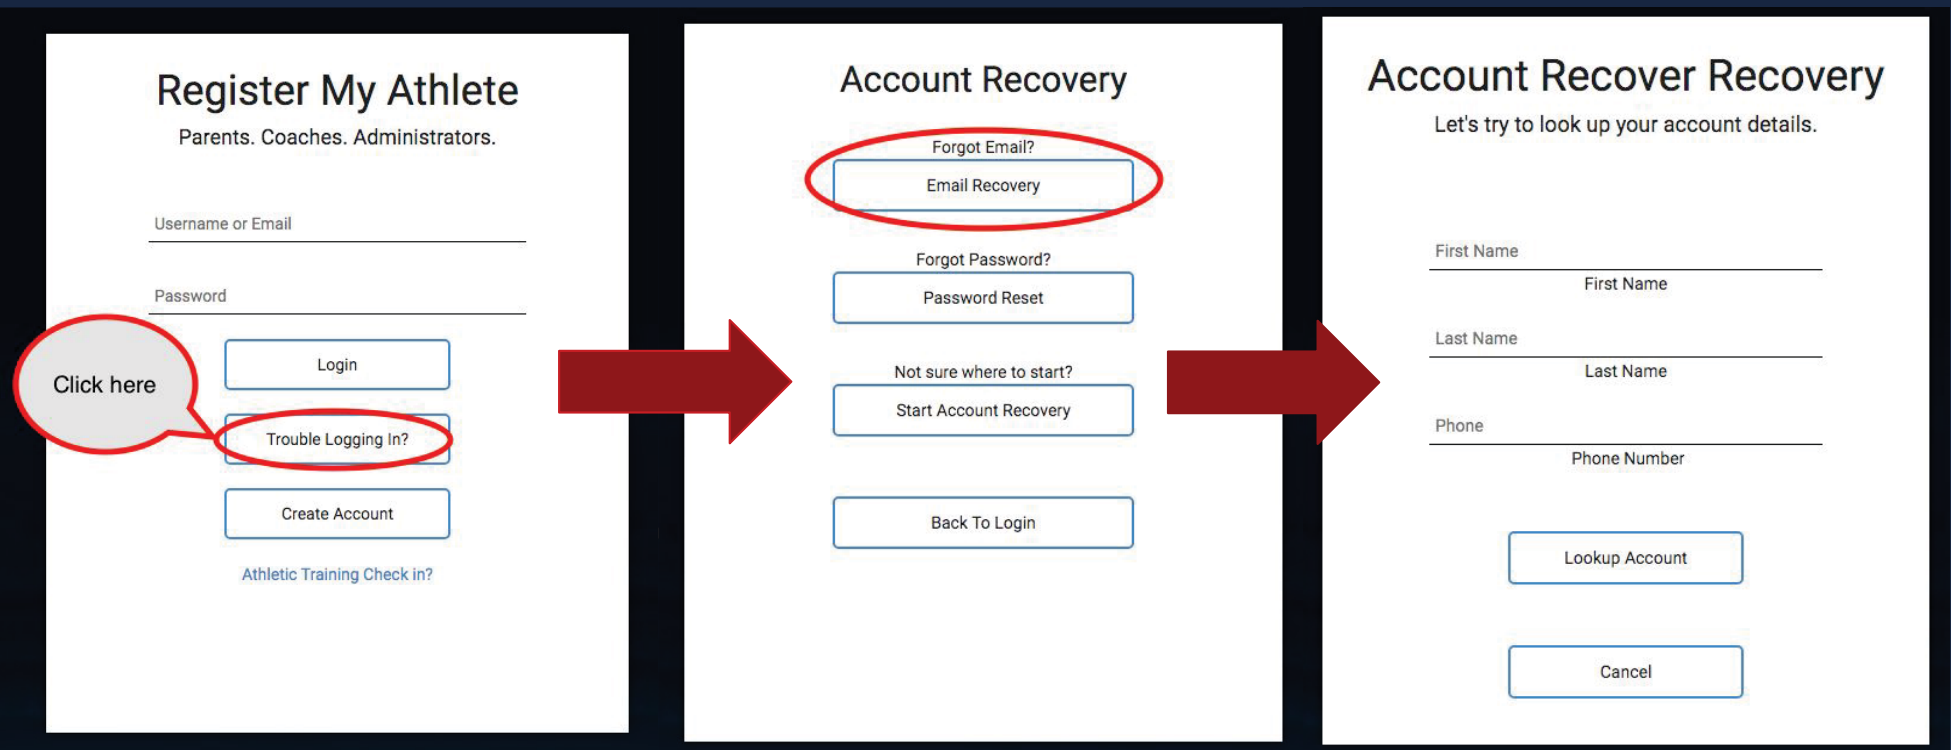 Register My Athlete
Parents. Coaches. Administrators.
Username or Email
Password
Click here
Login
Trouble Logging In?
Create Account
Athletic Training Check in?
Account Recovery
Forgot Email?
Email Recovery
Forgot Password?
Password Reset
Not sure where to start?
Start Account Recovery
Back To Login
Account Recover Recovery
Let's try to look up your account details.
First Name
First Name
Last Name
Last Name
Phone
Phone Number
Lookup Account
Cancel